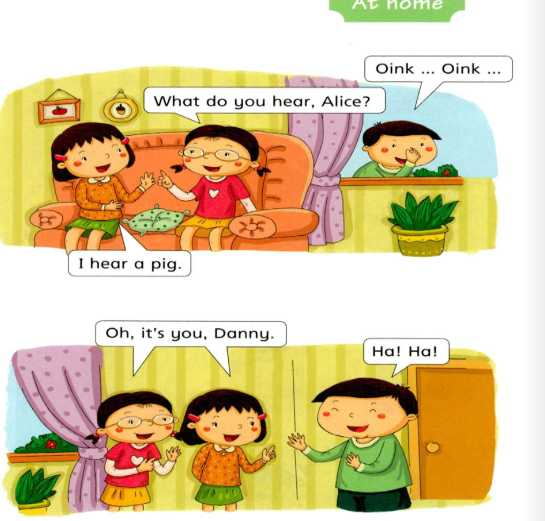 At home
Oink ... Oink ...
What do you hear, Alice?
I hear a pig.
Oh, it's you, Danny.
Ha! Ha!